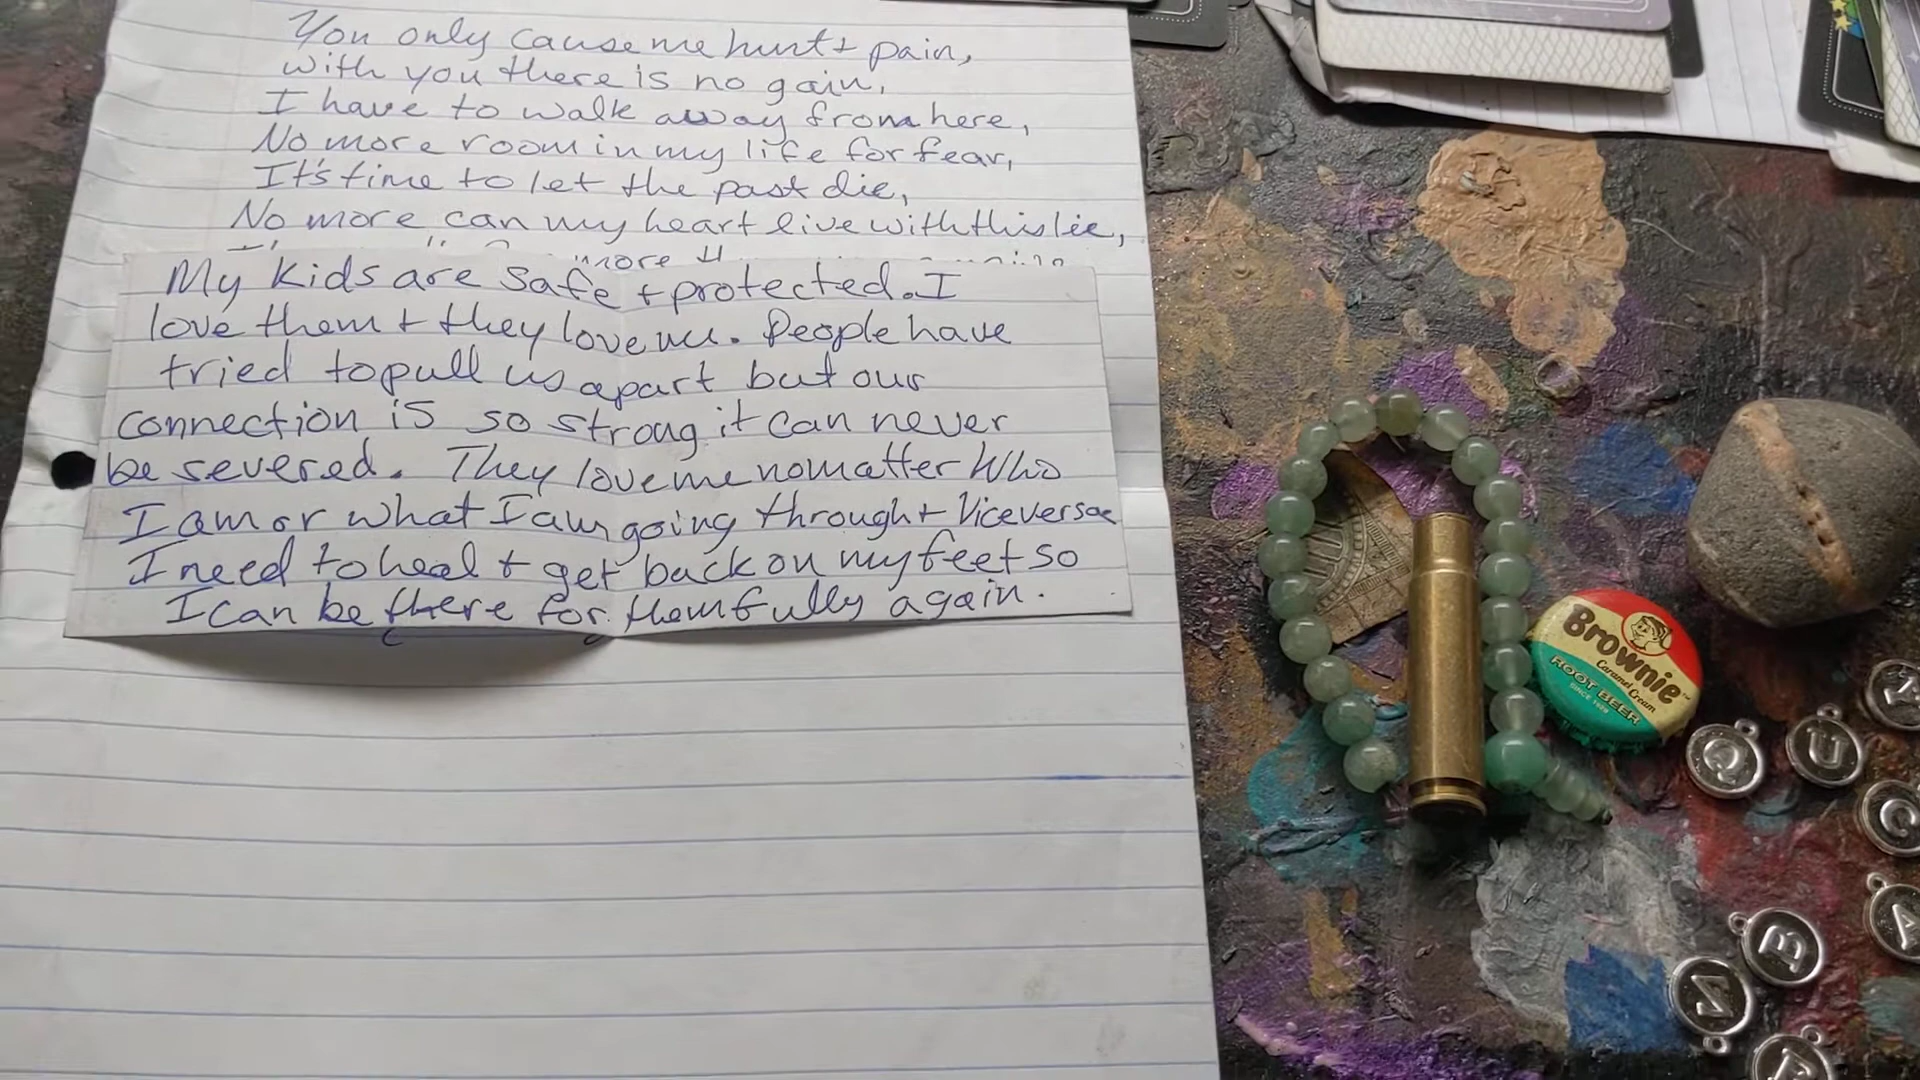 You only cause me hurt + pain,
with you there is no gain,
I have to walk away from here,
No more room in my life for fear,
It's time to let the past die,
No more can my heart live with this lie,
more
My kids are safe + protected. I
love them + they love me. People have
tried to pull us apart but our
connection is so strong it can never
be severed. They love me no matter who
I am or what I am going through + Vice versae
I need to heal + get back on my feet so
I can be there for them fully again.
Brownie
Caramel Cream
ROOT BEER
SINCE 1929
Q
U
C
A
B
N